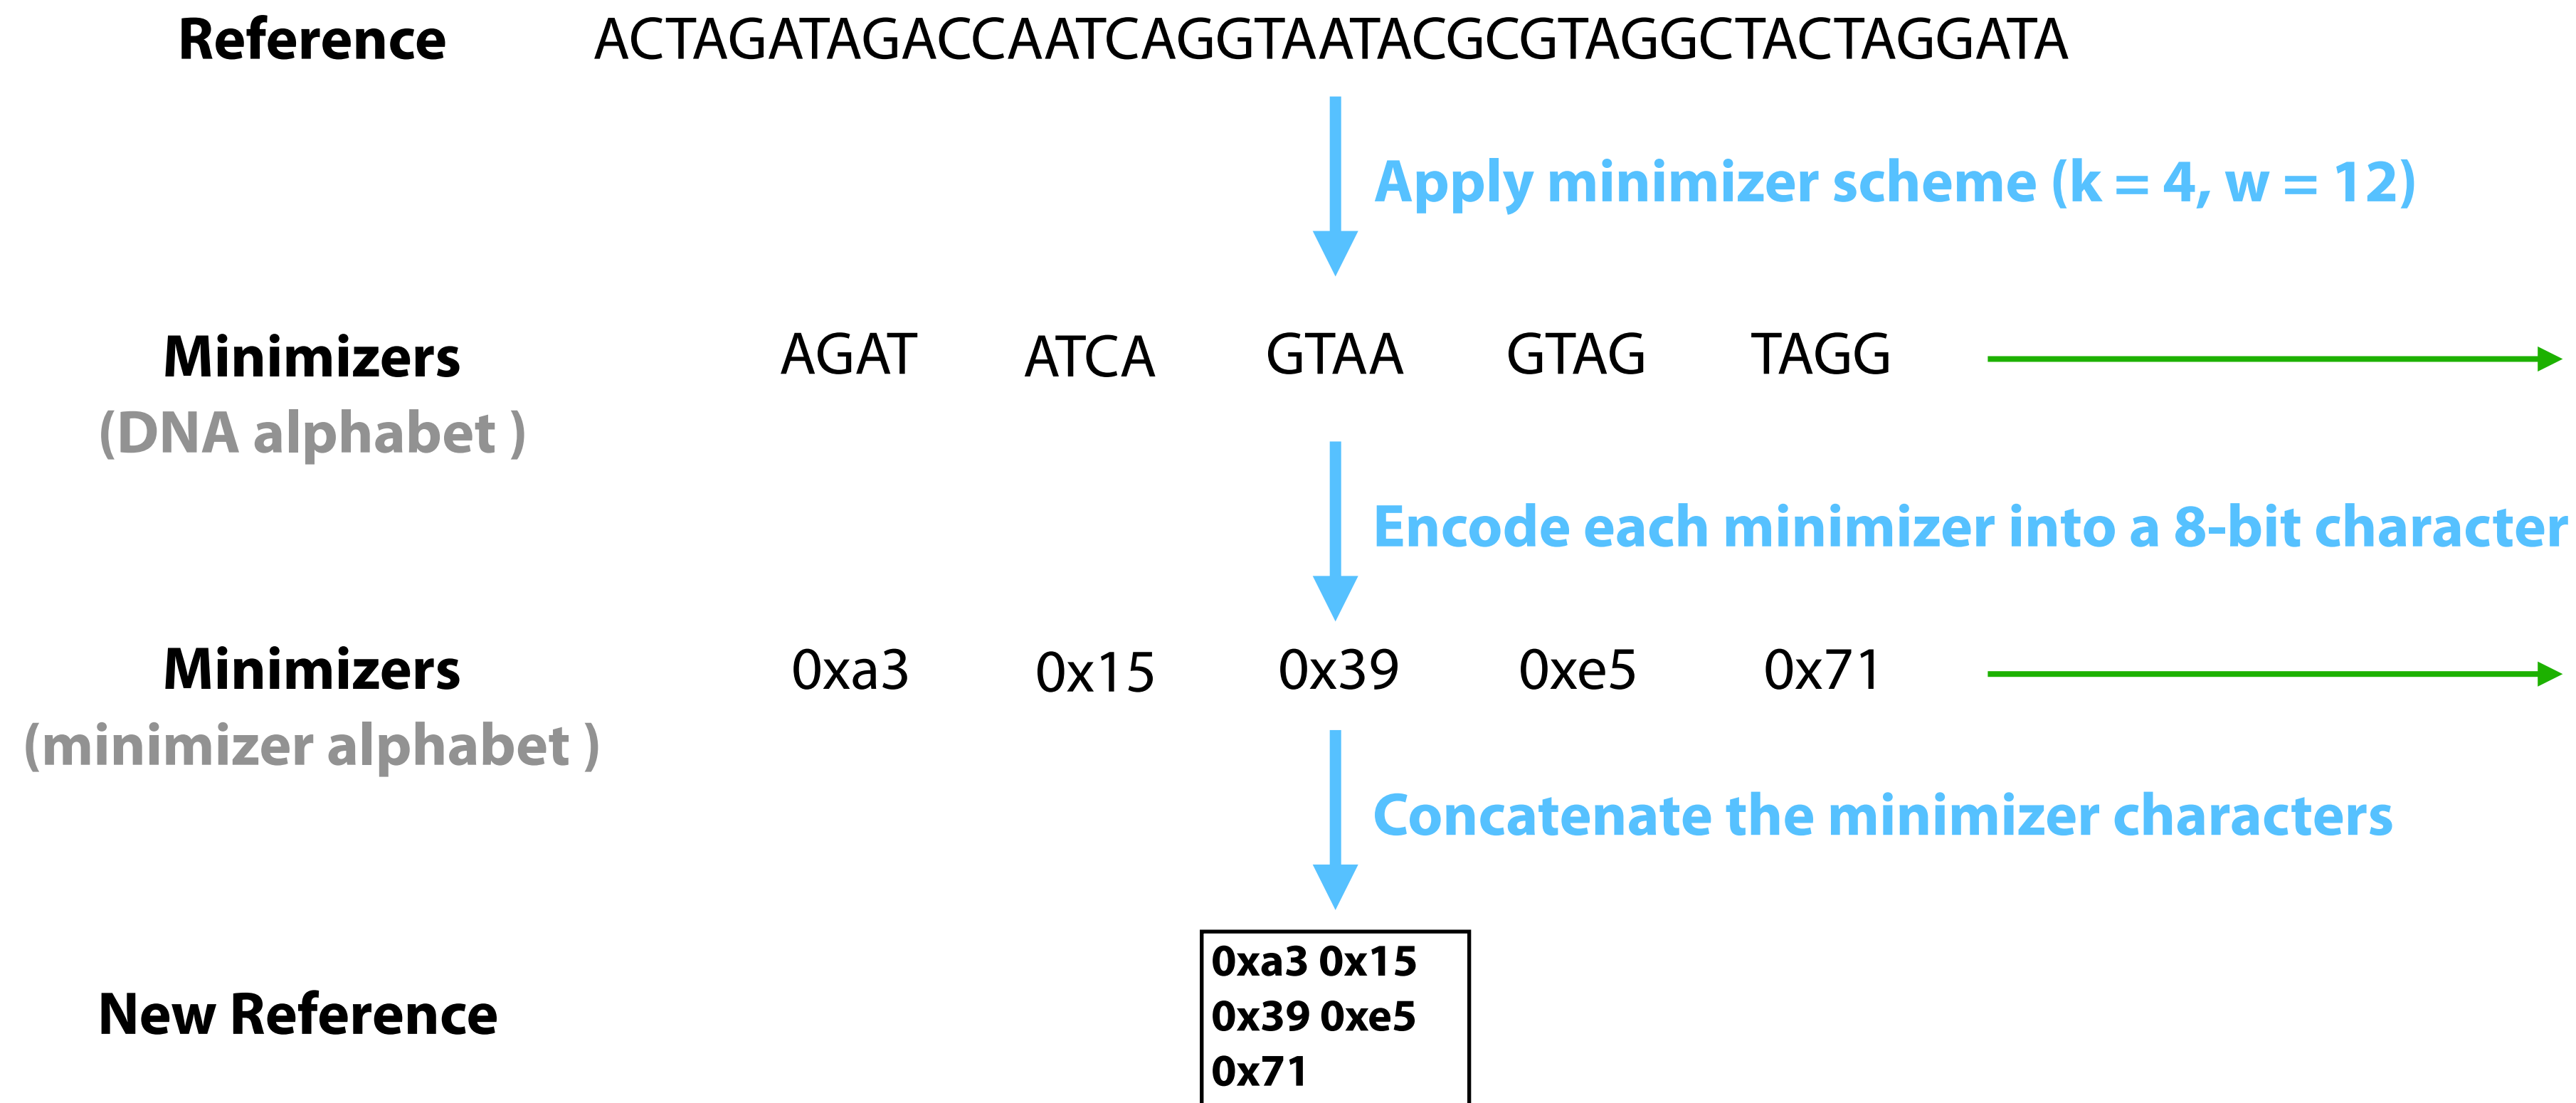 Reference ACTAGATAGACCAATCAGGTAATACGCGTAGGCTACTAGGATA
Apply minimizer scheme (k = 4, w = 12)
Minimizers AGAT ATCA GTAA GTAG TAGG
(DNA alphabet )
Encode each minimizer into a 8-bit character
Minimizers 0xa3 0x15 0x39 0xe5 0x71
(minimizer alphabet )
Concatenate the minimizer characters
0xa3 0x15
New Reference 0x39 0xe5
0x71